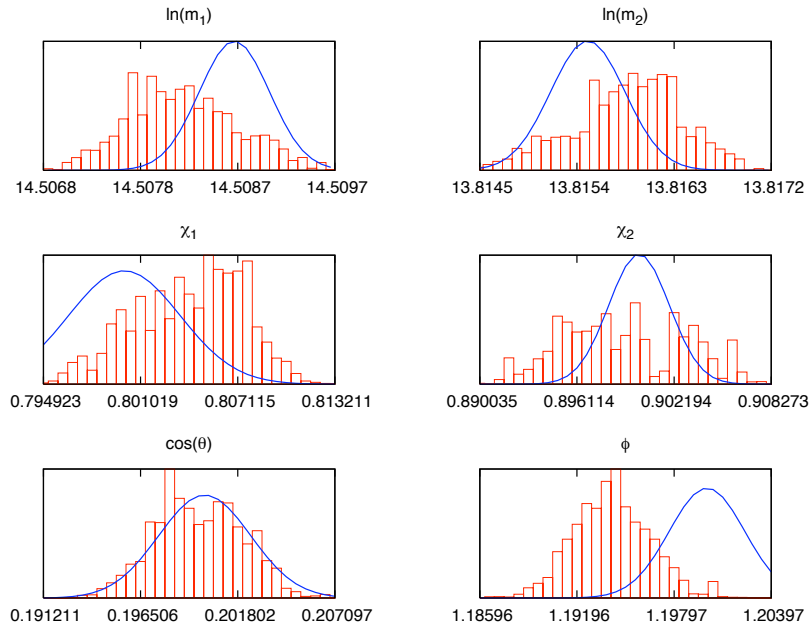 ln(m₁) ln(m₂)
14.5068 14.5078 14.5087 14.5097 13.8145 13.8154 13.8163 13.8172
χ₁ χ₂
0.794923 0.801019 0.807115 0.813211 0.890035 0.896114 0.902194 0.908273
cos(θ) ϕ
0.191211 0.196506 0.201802 0.207097 1.18596 1.19196 1.19797 1.20397